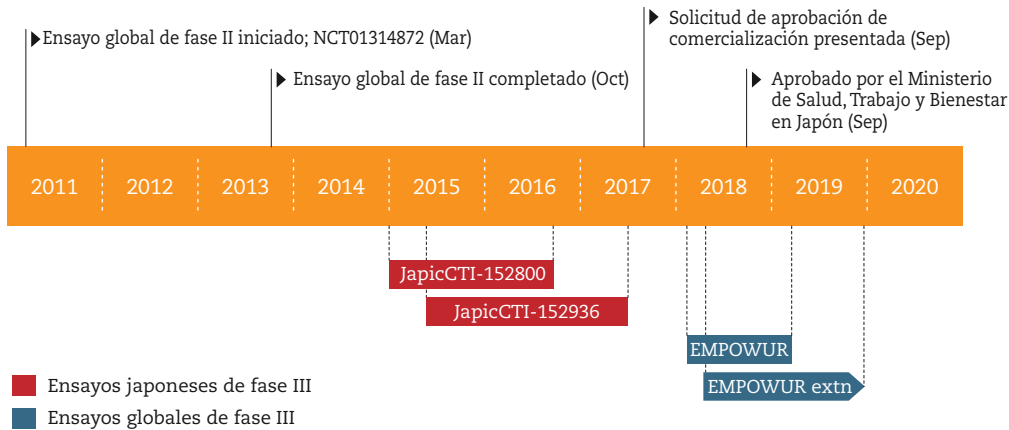 Solicitud de aprobación de
comercialización presentada (Sep)
Ensayo global de fase II iniciado; NCT01314872 (Mar)
Ensayo global de fase II completado (Oct)
Aprobado por el Ministerio
de Salud, Trabajo y Bienestar
en Japón (Sep)
2011 2012 2013 2014 2015 2016 2017 2018 2019 2020
JapicCTI-152800
JapicCTI-152936
EMPOWUR
EMPOWUR extn
Ensayos japoneses de fase III
Ensayos globales de fase III